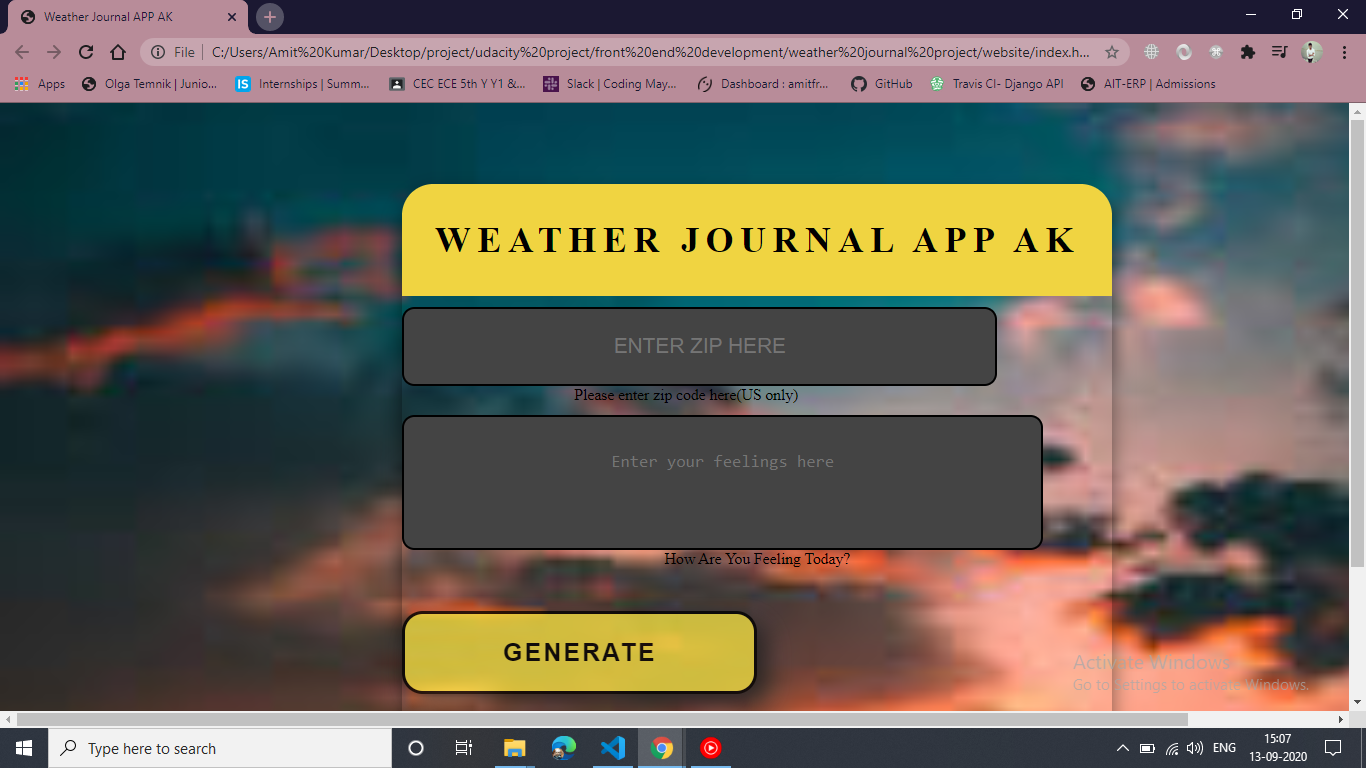 Weather Journal APP AK
File
C:/Users/Amit%20Kumar/Desktop/project/udacity%20project/front%20end%20development/weather%20journal%20project/website/index.h...
Apps
Olga Temnik | Junio...
Internships | Summ...
CEC ECE 5th Y Y1 &...
Slack | Coding May...
Dashboard : amitfr...
GitHub
Travis CI- Django API
AIT-ERP | Admissions
WEATHER JOURNAL APP AK
ENTER ZIP HERE
Please enter zip code here(US only)
Enter your feelings here
How Are You Feeling Today?
GENERATE
Activate Windows
Go to Settings to activate Windows.
Type here to search
ENG
15:07
13-09-2020